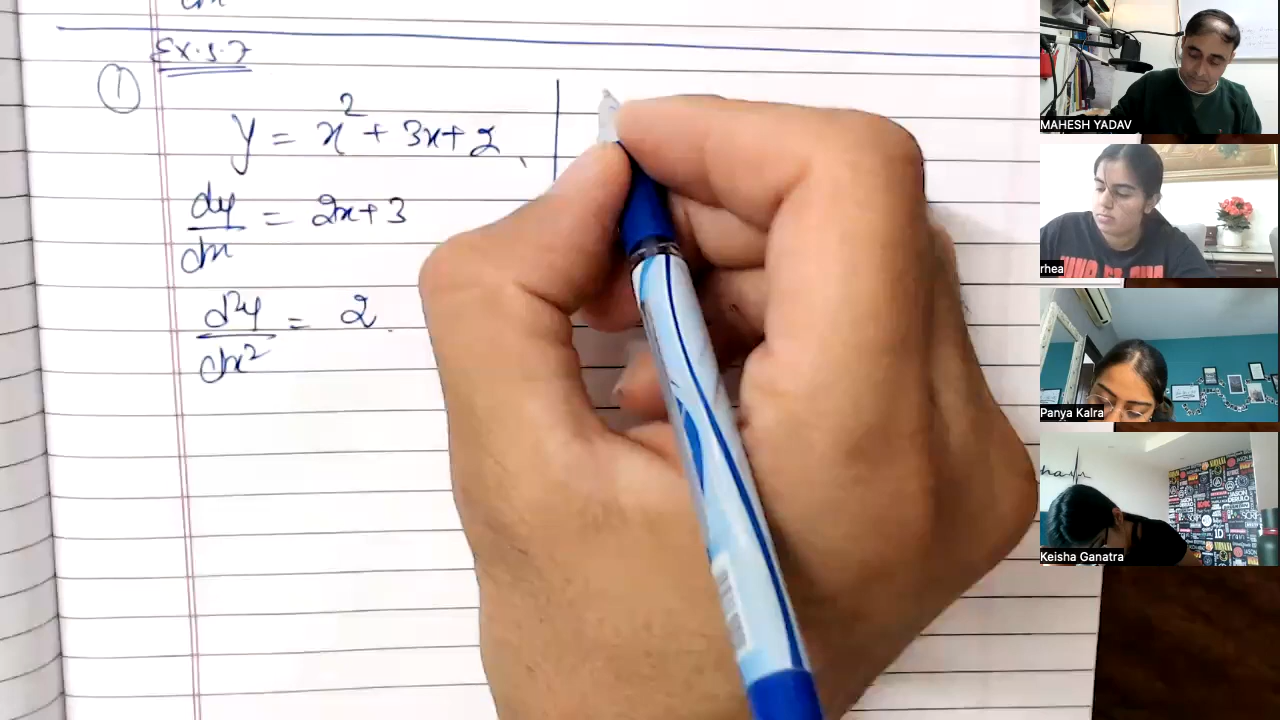 Ex. 5.7
①
y = x² + 3x + 2,
dy/dx = 2x + 3
d²y/dx² = 2.
MAHESH YADAV
rhea
Panya Kalra
Keisha Ganatra